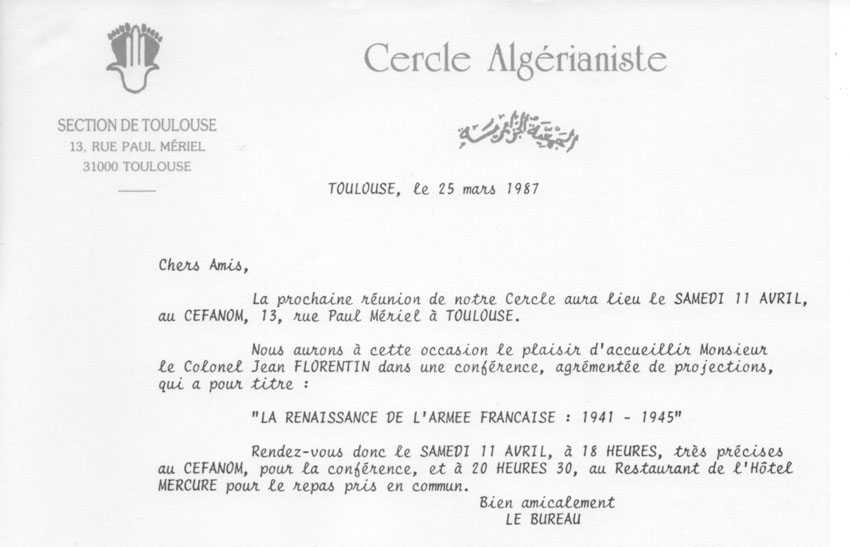 Cercle Algérianiste
الجمعية الجزائرية
SECTION DE TOULOUSE
13, RUE PAUL MÉRIEL
31000 TOULOUSE
TOULOUSE, le 25 mars 1987
Chers Amis,
La prochaine réunion de notre Cercle aura lieu le SAMEDI 11 AVRIL,
au CEFANOM, 13, rue Paul Mériel à TOULOUSE.
Nous aurons à cette occasion le plaisir d'accueillir Monsieur
le Colonel Jean FLORENTIN dans une conférence, agrémentée de projections,
qui a pour titre :
"LA RENAISSANCE DE L'ARMEE FRANCAISE : 1941 - 1945"
Rendez-vous donc le SAMEDI 11 AVRIL, à 18 HEURES, très précises
au CEFANOM, pour la conférence, et à 20 HEURES 30, au Restaurant de l'Hôtel
MERCURE pour le repas pris en commun.
Bien amicalement
LE BUREAU